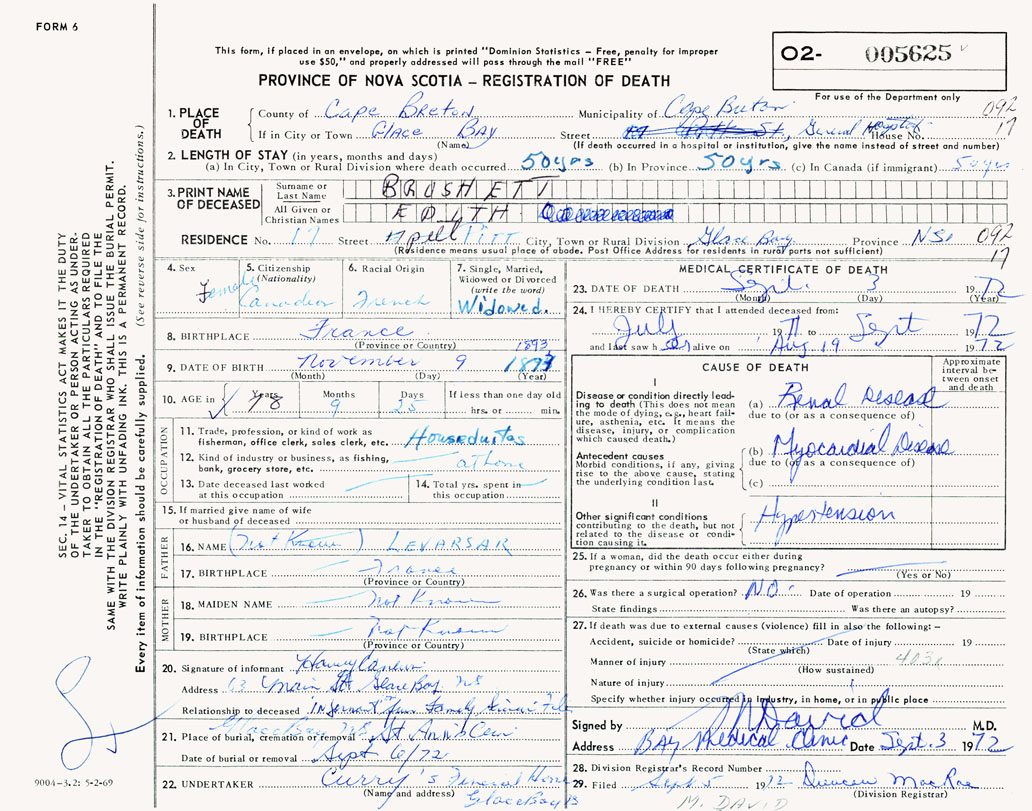 FORM 6
This form, if placed in an envelope, on which is printed "Dominion Statistics – Free, penalty for improper
use $50," and properly addressed will pass through the mail "FREE"
PROVINCE OF NOVA SCOTIA – REGISTRATION OF DEATH
02- 005625
For use of the Department only
1. PLACE OF DEATH
County of Cape Breton Municipality of Cape Breton 092
If in City or Town Glace Bay Street General Hospital House No. 17
(Name) (If death occurred in a hospital or institution, give the name instead of street and number)
2. LENGTH OF STAY (in years, months and days)
(a) In City, Town or Rural Division where death occurred 50 yrs (b) In Province 50 yrs. (c) In Canada (if immigrant) 50 yrs
3. PRINT NAME OF DECEASED
Surname or Last Name BRUSHETT
All Given or Christian Names EDITH
RESIDENCE No. 17 Street Pitt City, Town or Rural Division Glace Bay Province N.S. 092
(Residence means usual place of abode. Post Office Address for residents in rural parts not sufficient) 17
4. Sex Female
5. Citizenship (Nationality) Canadian
6. Racial Origin French
7. Single, Married, Widowed or Divorced (write the word) Widowed.
8. BIRTHPLACE France
(Province or Country) 1893
9. DATE OF BIRTH November 9 1893
(Month) (Day) (Year)
10. AGE in Years 78 Months 9 Days 25 If less than one day old hrs. or min.
OCCUPATION
11. Trade, profession, or kind of work as fisherman, office clerk, sales clerk, etc. Houseduties
12. Kind of industry or business, as fishing, bank, grocery store, etc. at home
13. Date deceased last worked at this occupation
14. Total yrs. spent in this occupation
15. If married give name of wife or husband of deceased
FATHER
16. NAME (Not Known) LEVARSAR
17. BIRTHPLACE France
(Province or Country)
MOTHER
18. MAIDEN NAME Not Known
19. BIRTHPLACE Not Known
(Province or Country)
20. Signature of informant
Address 63 Main St Glace Bay NS
Relationship to deceased Informant
Glace Bay NS
21. Place of burial, cremation or removal St Ann's Cem
Date of burial or removal Sept 6/72
22. UNDERTAKER Curry's Funeral Home
(Name and address) Glace Bay
MEDICAL CERTIFICATE OF DEATH
23. DATE OF DEATH Sept. 3 1972
(Month) (Day) (Year)
24. I HEREBY CERTIFY that I attended deceased from:
July 1971 to Sept 1972
and last saw her alive on Aug 19 1972
CAUSE OF DEATH
Approximate interval between onset and death
I
Disease or condition directly leading to death (This does not mean the mode of dying, e.g., heart failure, asthenia, etc. It means the disease, injury, or complication which caused death.)
(a) Renal Disease
due to (or as a consequence of)
Antecedent causes
Morbid conditions, if any, giving rise to the above cause, stating the underlying condition last.
(b) Myocardial Disease
due to (or as a consequence of)
(c)
II
Other significant conditions contributing to the death, but not related to the disease or condition causing it.
Hypertension
25. If a woman, did the death occur either during pregnancy or within 90 days following pregnancy?
(Yes or No)
26. Was there a surgical operation? NO. Date of operation 19
State findings Was there an autopsy?
27. If death was due to external causes (violence) fill in also the following:–
Accident, suicide or homicide? Date of injury 19
(State which)
Manner of injury 403x
(How sustained)
Nature of injury
Specify whether injury occurred in industry, in home, or in public place
Signed by M David M.D.
Address Bay Medical Clinic Date Sept. 3 1972
28. Division Registrar's Record Number
29. Filed Sept 5 1972 Duncan MacRae
(Division Registrar)
M. DAVID
SEC. 14 – VITAL STATISTICS ACT MAKES IT THE DUTY
OF THE UNDERTAKER OR PERSON ACTING AS UNDER-
TAKER TO OBTAIN ALL THE PARTICULARS REQUIRED
IN THE "REGISTRATION OF DEATH" AND TO FILE THE
SAME WITH THE DIVISION REGISTRAR WHO SHALL ISSUE THE BURIAL PERMIT.
WRITE PLAINLY WITH UNFADING INK. THIS IS A PERMANENT RECORD.
Every item of information should be carefully supplied. (See reverse side for instructions.)
9004-3.2: 5-2-69